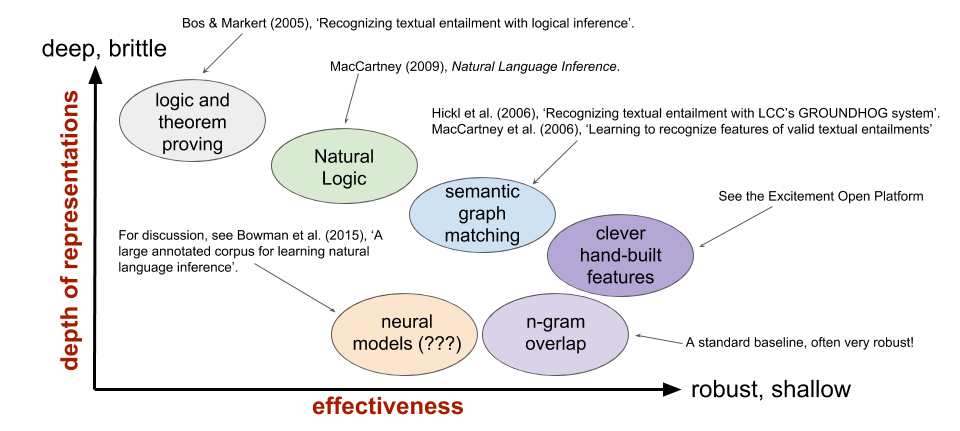 Bos & Markert (2005), ‘Recognizing textual entailment with logical inference’.
deep, brittle
MacCartney (2009), Natural Language Inference.
logic and
theorem
proving
Hickl et al. (2006), ‘Recognizing textual entailment with LCC’s GROUNDHOG system’.
MacCartney et al. (2006), ‘Learning to recognize features of valid textual entailments’
Natural
Logic
semantic
graph
matching
See the Excitement Open Platform
clever
hand-built
features
For discussion, see Bowman et al. (2015), ‘A
large annotated corpus for learning natural
language inference’.
depth of representations
neural
models (???)
n-gram
overlap
A standard baseline, often very robust!
robust, shallow
effectiveness